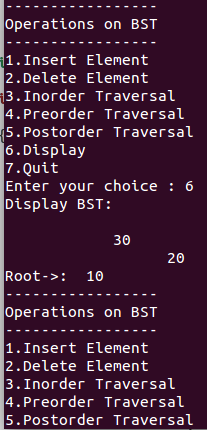 -----------------
Operations on BST
-----------------
1.Insert Element
2.Delete Element
3.Inorder Traversal
4.Preorder Traversal
5.Postorder Traversal
6.Display
7.Quit
Enter your choice : 6
Display BST:
30
20
Root->:  10
-----------------
Operations on BST
-----------------
1.Insert Element
2.Delete Element
3.Inorder Traversal
4.Preorder Traversal
5.Postorder Traversal